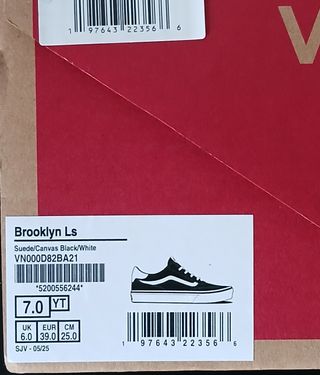 1 97643 22356 6
V
Brooklyn Ls
Suede/Canvas Black/White
VN000D82BA21
*5200556244*
7.0 YT
UK EUR CM
6.0 39.0 25.0
1 97643 22356 6
SJV - 05/25